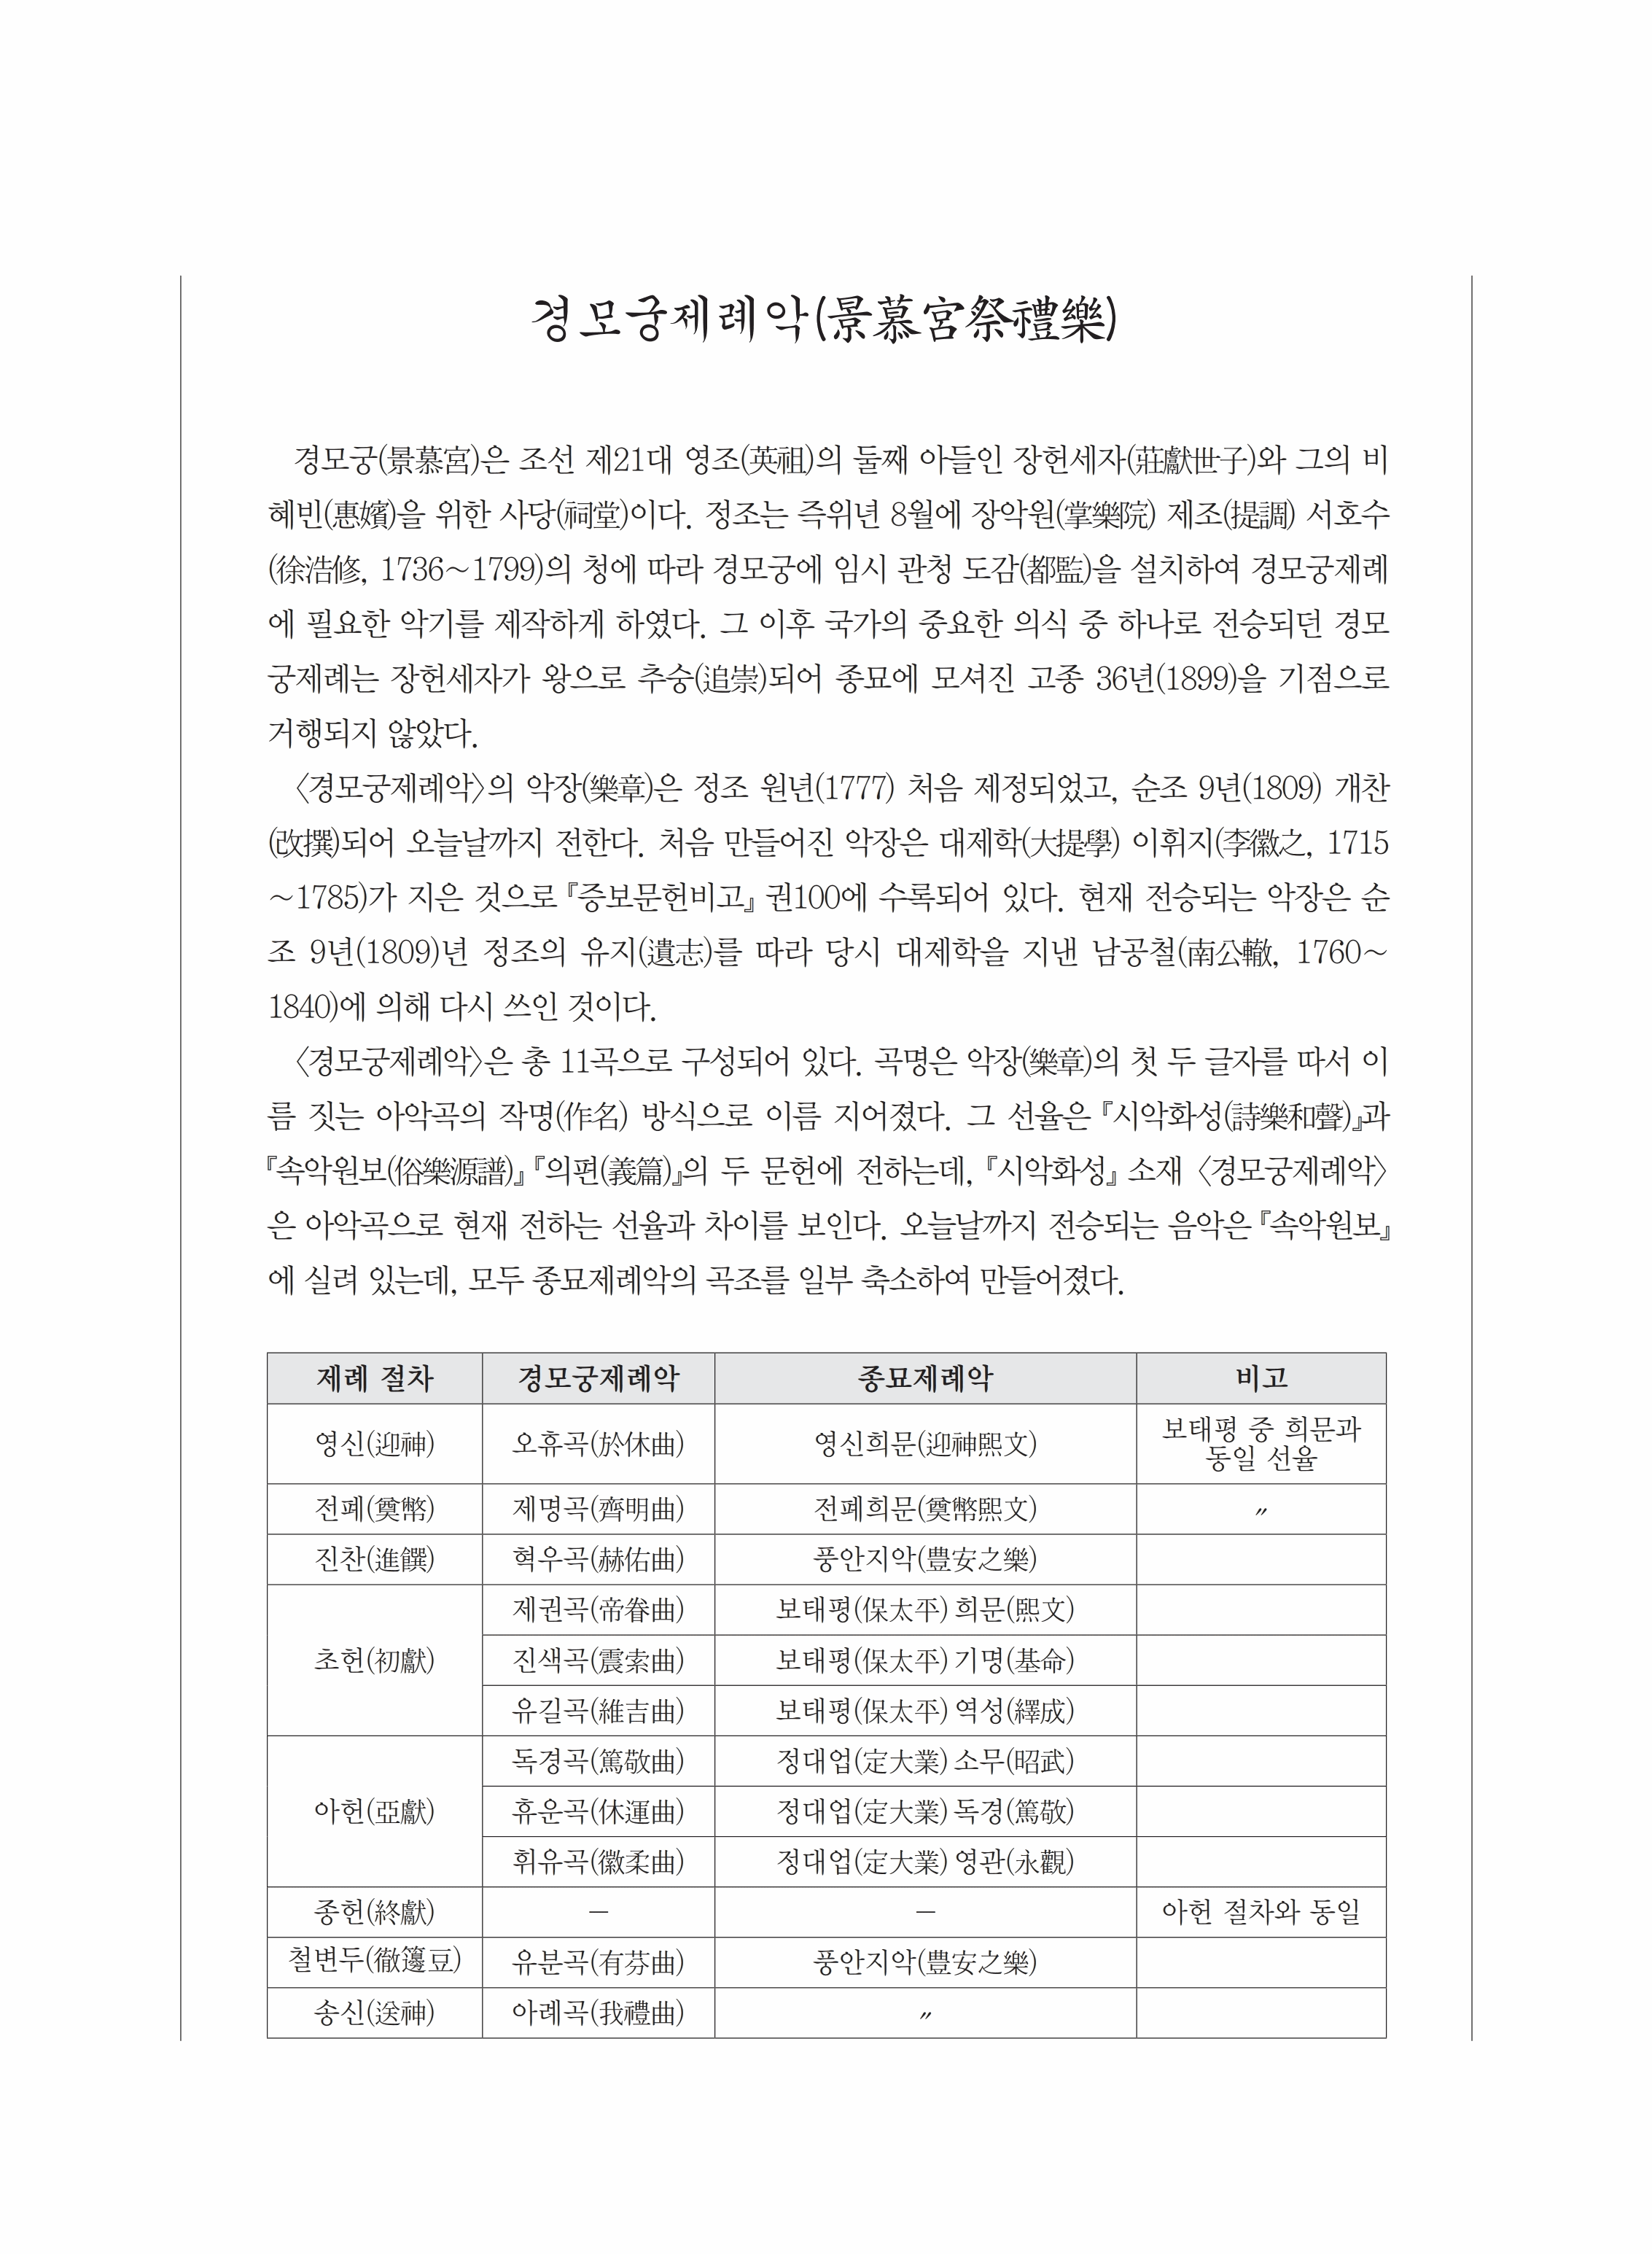 경모궁제례악(景慕宮祭禮樂)
경모궁(景慕宮)은 조선 제21대 영조(英祖)의 둘째 아들인 장헌세자(莊獻世子)와 그의 비
혜빈(惠嬪)을 위한 사당(祠堂)이다. 정조는 즉위년 8월에 장악원(掌樂院) 제조(提調) 서호수
(徐浩修, 1736~1799)의 청에 따라 경모궁에 임시 관청 도감(都監)을 설치하여 경모궁제례
에 필요한 악기를 제작하게 하였다. 그 이후 국가의 중요한 의식 중 하나로 전승되던 경모
궁제례는 장헌세자가 왕으로 추숭(追崇)되어 종묘에 모셔진 고종 36년(1899)을 기점으로
거행되지 않았다.
〈경모궁제례악〉의 악장(樂章)은 정조 원년(1777) 처음 제정되었고, 순조 9년(1809) 개찬
(改撰)되어 오늘날까지 전한다. 처음 만들어진 악장은 대제학(大提學) 이휘지(李徽之, 1715
~1785)가 지은 것으로 『증보문헌비고』 권100에 수록되어 있다. 현재 전승되는 악장은 순
조 9년(1809)년 정조의 유지(遺志)를 따라 당시 대제학을 지낸 남공철(南公轍, 1760~
1840)에 의해 다시 쓰인 것이다.
〈경모궁제례악〉은 총 11곡으로 구성되어 있다. 곡명은 악장(樂章)의 첫 두 글자를 따서 이
름 짓는 아악곡의 작명(作名) 방식으로 이름 지어졌다. 그 선율은 『시악화성(詩樂和聲)』과
『속악원보(俗樂源譜)』 『의편(義篇)』의 두 문헌에 전하는데, 『시악화성』 소재 〈경모궁제례악〉
은 아악곡으로 현재 전하는 선율과 차이를 보인다. 오늘날까지 전승되는 음악은 『속악원보』
에 실려 있는데, 모두 종묘제례악의 곡조를 일부 축소하여 만들어졌다.
제례 절차 경모궁제례악 종묘제례악 비고
영신(迎神) 오휴곡(於休曲) 영신희문(迎神熙文) 보태평 중 희문과
동일 선율
전폐(奠幣) 제명곡(齊明曲) 전폐희문(奠幣熙文) 〃
진찬(進饌) 혁우곡(赫佑曲) 풍안지악(豊安之樂)
초헌(初獻) 제권곡(帝眷曲) 보태평(保太平) 희문(熙文)
진색곡(震索曲) 보태평(保太平) 기명(基命)
유길곡(維吉曲) 보태평(保太平) 역성(繹成)
아헌(亞獻) 독경곡(篤敬曲) 정대업(定大業) 소무(昭武)
휴운곡(休運曲) 정대업(定大業) 독경(篤敬)
휘유곡(徽柔曲) 정대업(定大業) 영관(永觀)
종헌(終獻) – – 아헌 절차와 동일
철변두(徹籩豆) 유분곡(有芬曲) 풍안지악(豊安之樂)
송신(送神) 아례곡(我禮曲) 〃